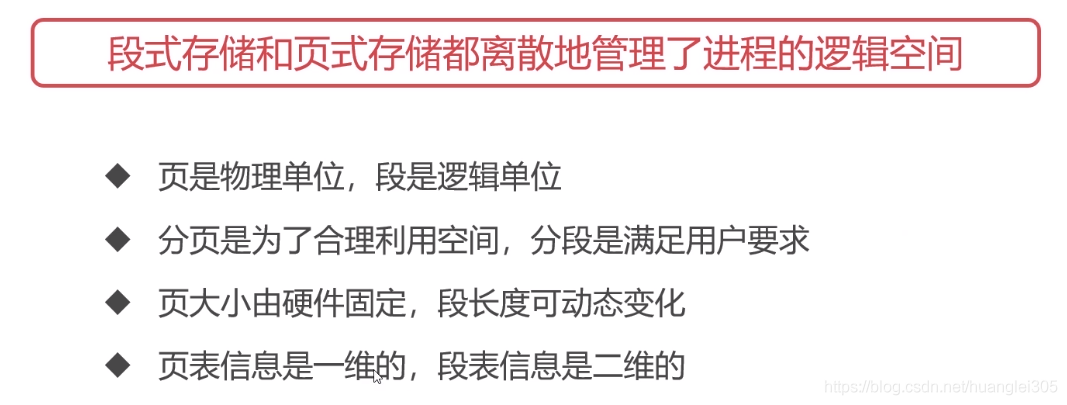 段式存储和页式存储都离散地管理了进程的逻辑空间
页是物理单位，段是逻辑单位
分页是为了合理利用空间，分段是满足用户要求
页大小由硬件固定，段长度可动态变化
页表信息是一维的，段表信息是二维的
https://blog.csdn.net/huanglei305